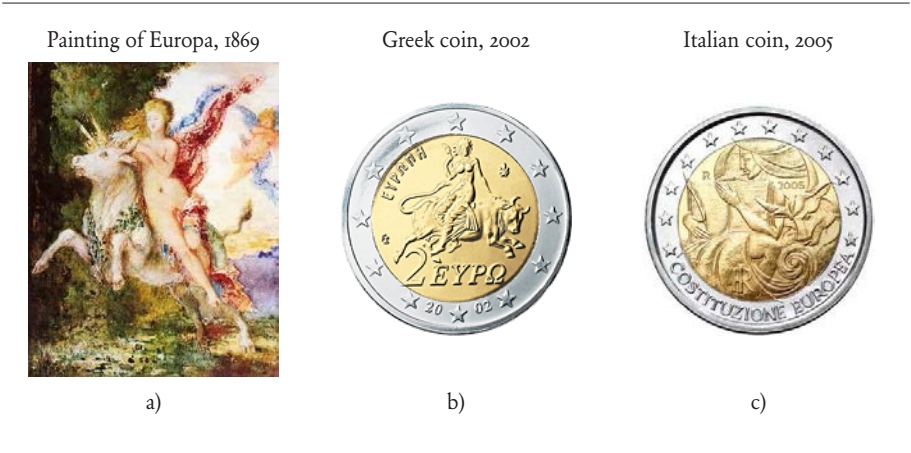 Painting of Europa, 1869
Greek coin, 2002
Italian coin, 2005
ΕΥΡΩΠΗ
2 ΕΥΡΩ
20 02
R
2005
COSTITUZIONE EUROPEA
a)
b)
c)